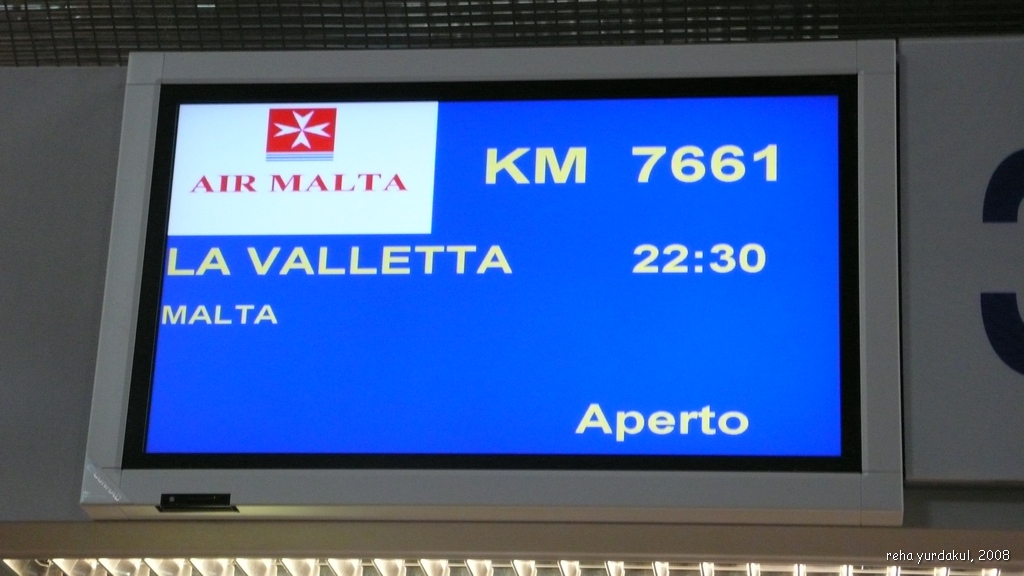 AIR MALTA
KM 7661
LA VALLETTA 22:30
MALTA
Aperto
reha yurdakul, 2008